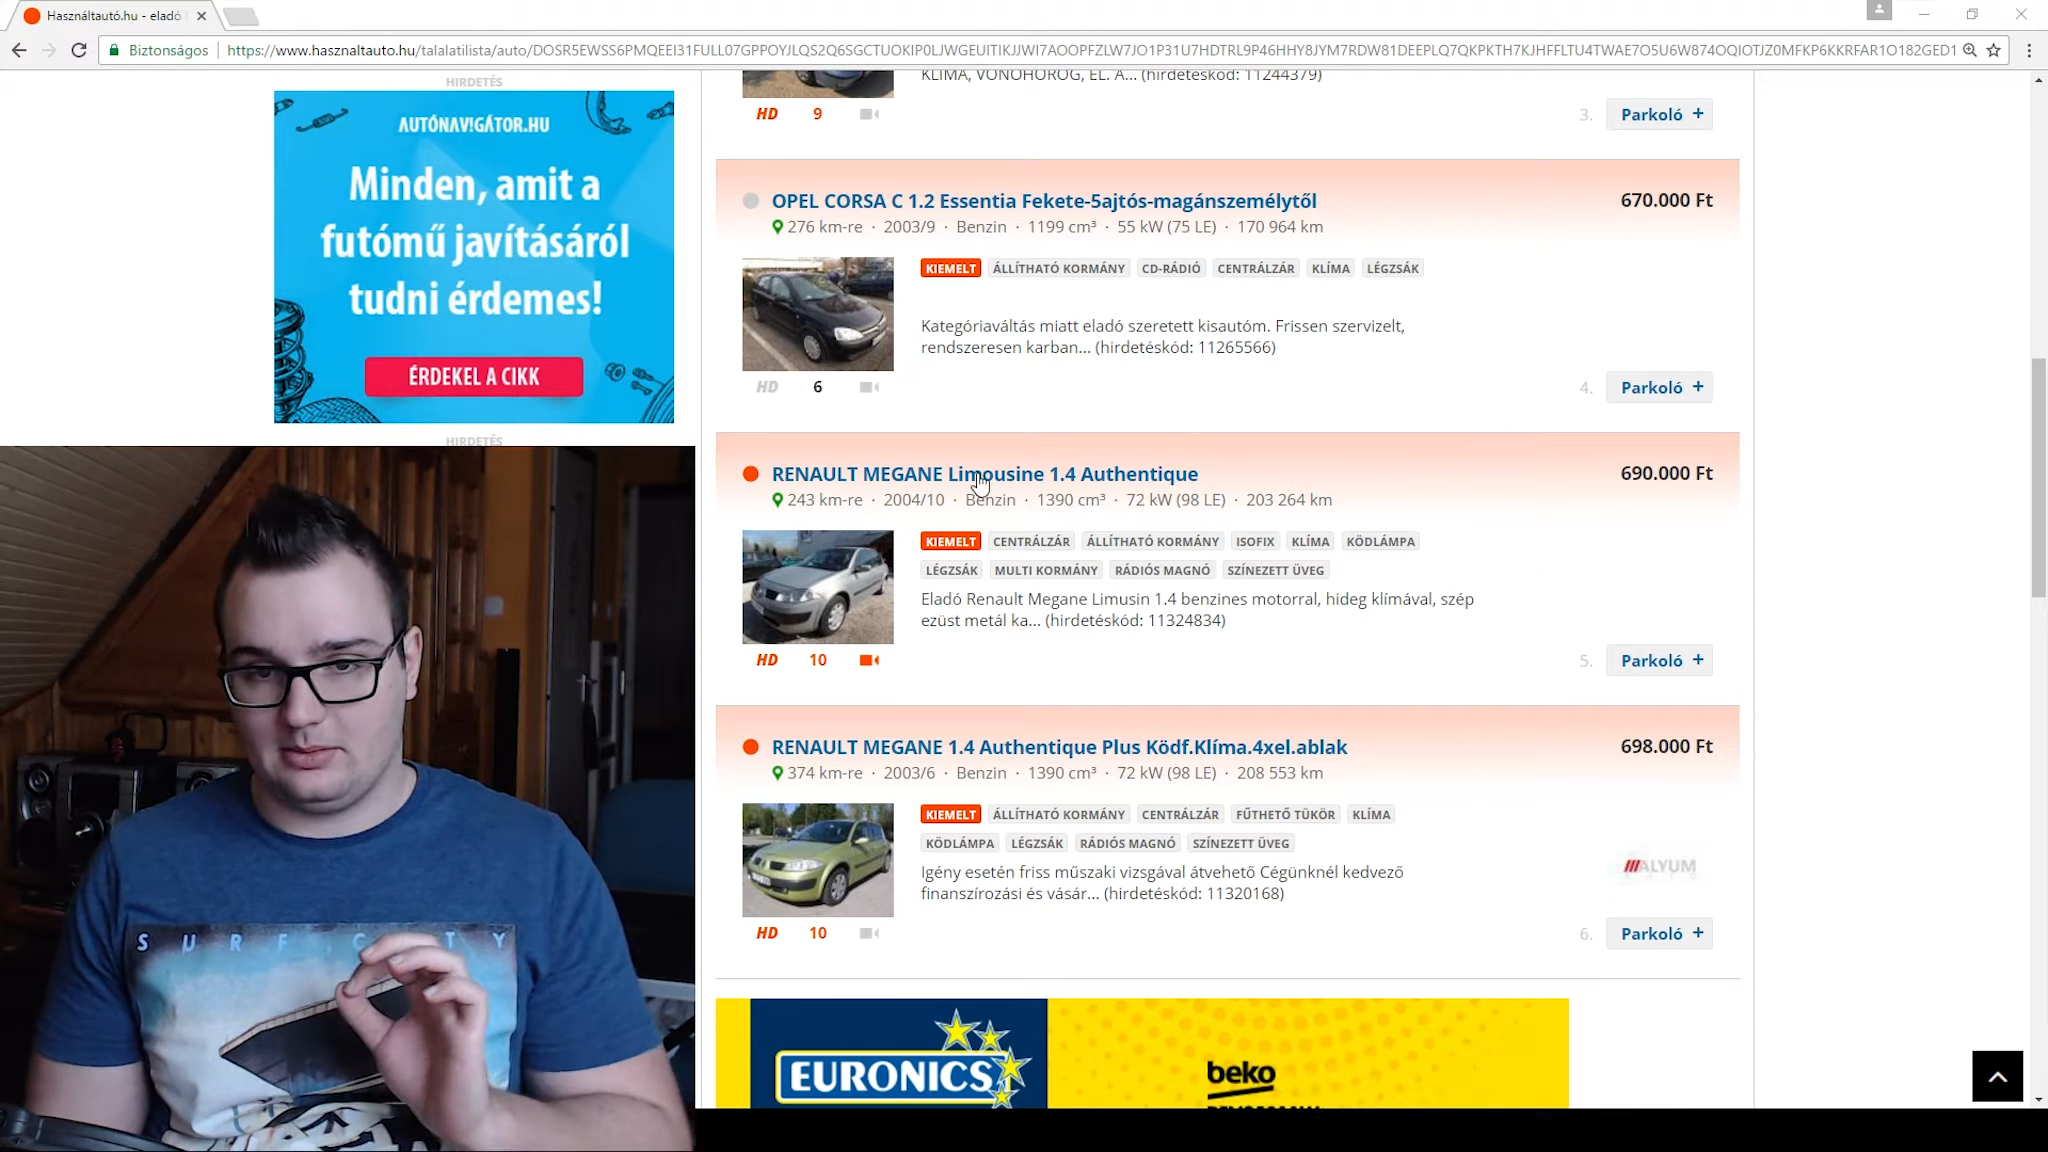 Használtautó.hu - eladó
Biztonságos
https://www.hasznaltauto.hu/talalatilista/auto/DOSR5EWSS6PMQEEI31FULL07GPPOYJLQS2Q6SGCTUOKIP0LJWGEUITIKJJWI7AOOPFZLW7JO1P31U7HDTRL9P46HHY8JYM7RDW81DEEPLQ7QKPKTH7KJHFFLTU4TWAE7O5U6W874OQIOTJZ0MFKP6KKRFAR1O182GED1
HIRDETÉS
AUTÓNAV!GÁTOR.HU
Minden, amit a
futómű javításáról
tudni érdemes!
ÉRDEKEL A CIKK
HIRDETÉS
KLÍMA, VONÓHOROG, EL. Á... (hirdetéskód: 11244379)
HD 9
3. Parkoló +
OPEL CORSA C 1.2 Essentia Fekete-5ajtós-magánszemélytől 670.000 Ft
276 km-re · 2003/9 · Benzin · 1199 cm³ · 55 kW (75 LE) · 170 964 km
KIEMELT ÁLLÍTHATÓ KORMÁNY CD-RÁDIÓ CENTRÁLZÁR KLÍMA LÉGZSÁK
Kategóriaváltás miatt eladó szeretett kisautóm. Frissen szervizelt,
rendszeresen karban... (hirdetéskód: 11265566)
HD 6
4. Parkoló +
RENAULT MEGANE Limousine 1.4 Authentique 690.000 Ft
243 km-re · 2004/10 · Benzin · 1390 cm³ · 72 kW (98 LE) · 203 264 km
KIEMELT CENTRÁLZÁR ÁLLÍTHATÓ KORMÁNY ISOFIX KLÍMA KÖDLÁMPA
LÉGZSÁK MULTI KORMÁNY RÁDIÓS MAGNÓ SZÍNEZETT ÜVEG
Eladó Renault Megane Limusin 1.4 benzines motorral, hideg klímával, szép
ezüst metál ka... (hirdetéskód: 11324834)
HD 10
5. Parkoló +
RENAULT MEGANE 1.4 Authentique Plus Ködf.Klíma.4xel.ablak 698.000 Ft
374 km-re · 2003/6 · Benzin · 1390 cm³ · 72 kW (98 LE) · 208 553 km
KIEMELT ÁLLÍTHATÓ KORMÁNY CENTRÁLZÁR FŰTHETŐ TÜKÖR KLÍMA
KÖDLÁMPA LÉGZSÁK RÁDIÓS MAGNÓ SZÍNEZETT ÜVEG
Igény esetén friss műszaki vizsgával átvehető Cégünknél kedvező
finanszírozási és vásár... (hirdetéskód: 11320168)
ALYUM
HD 10
6. Parkoló +
SURF CITY
EURONICS
beko